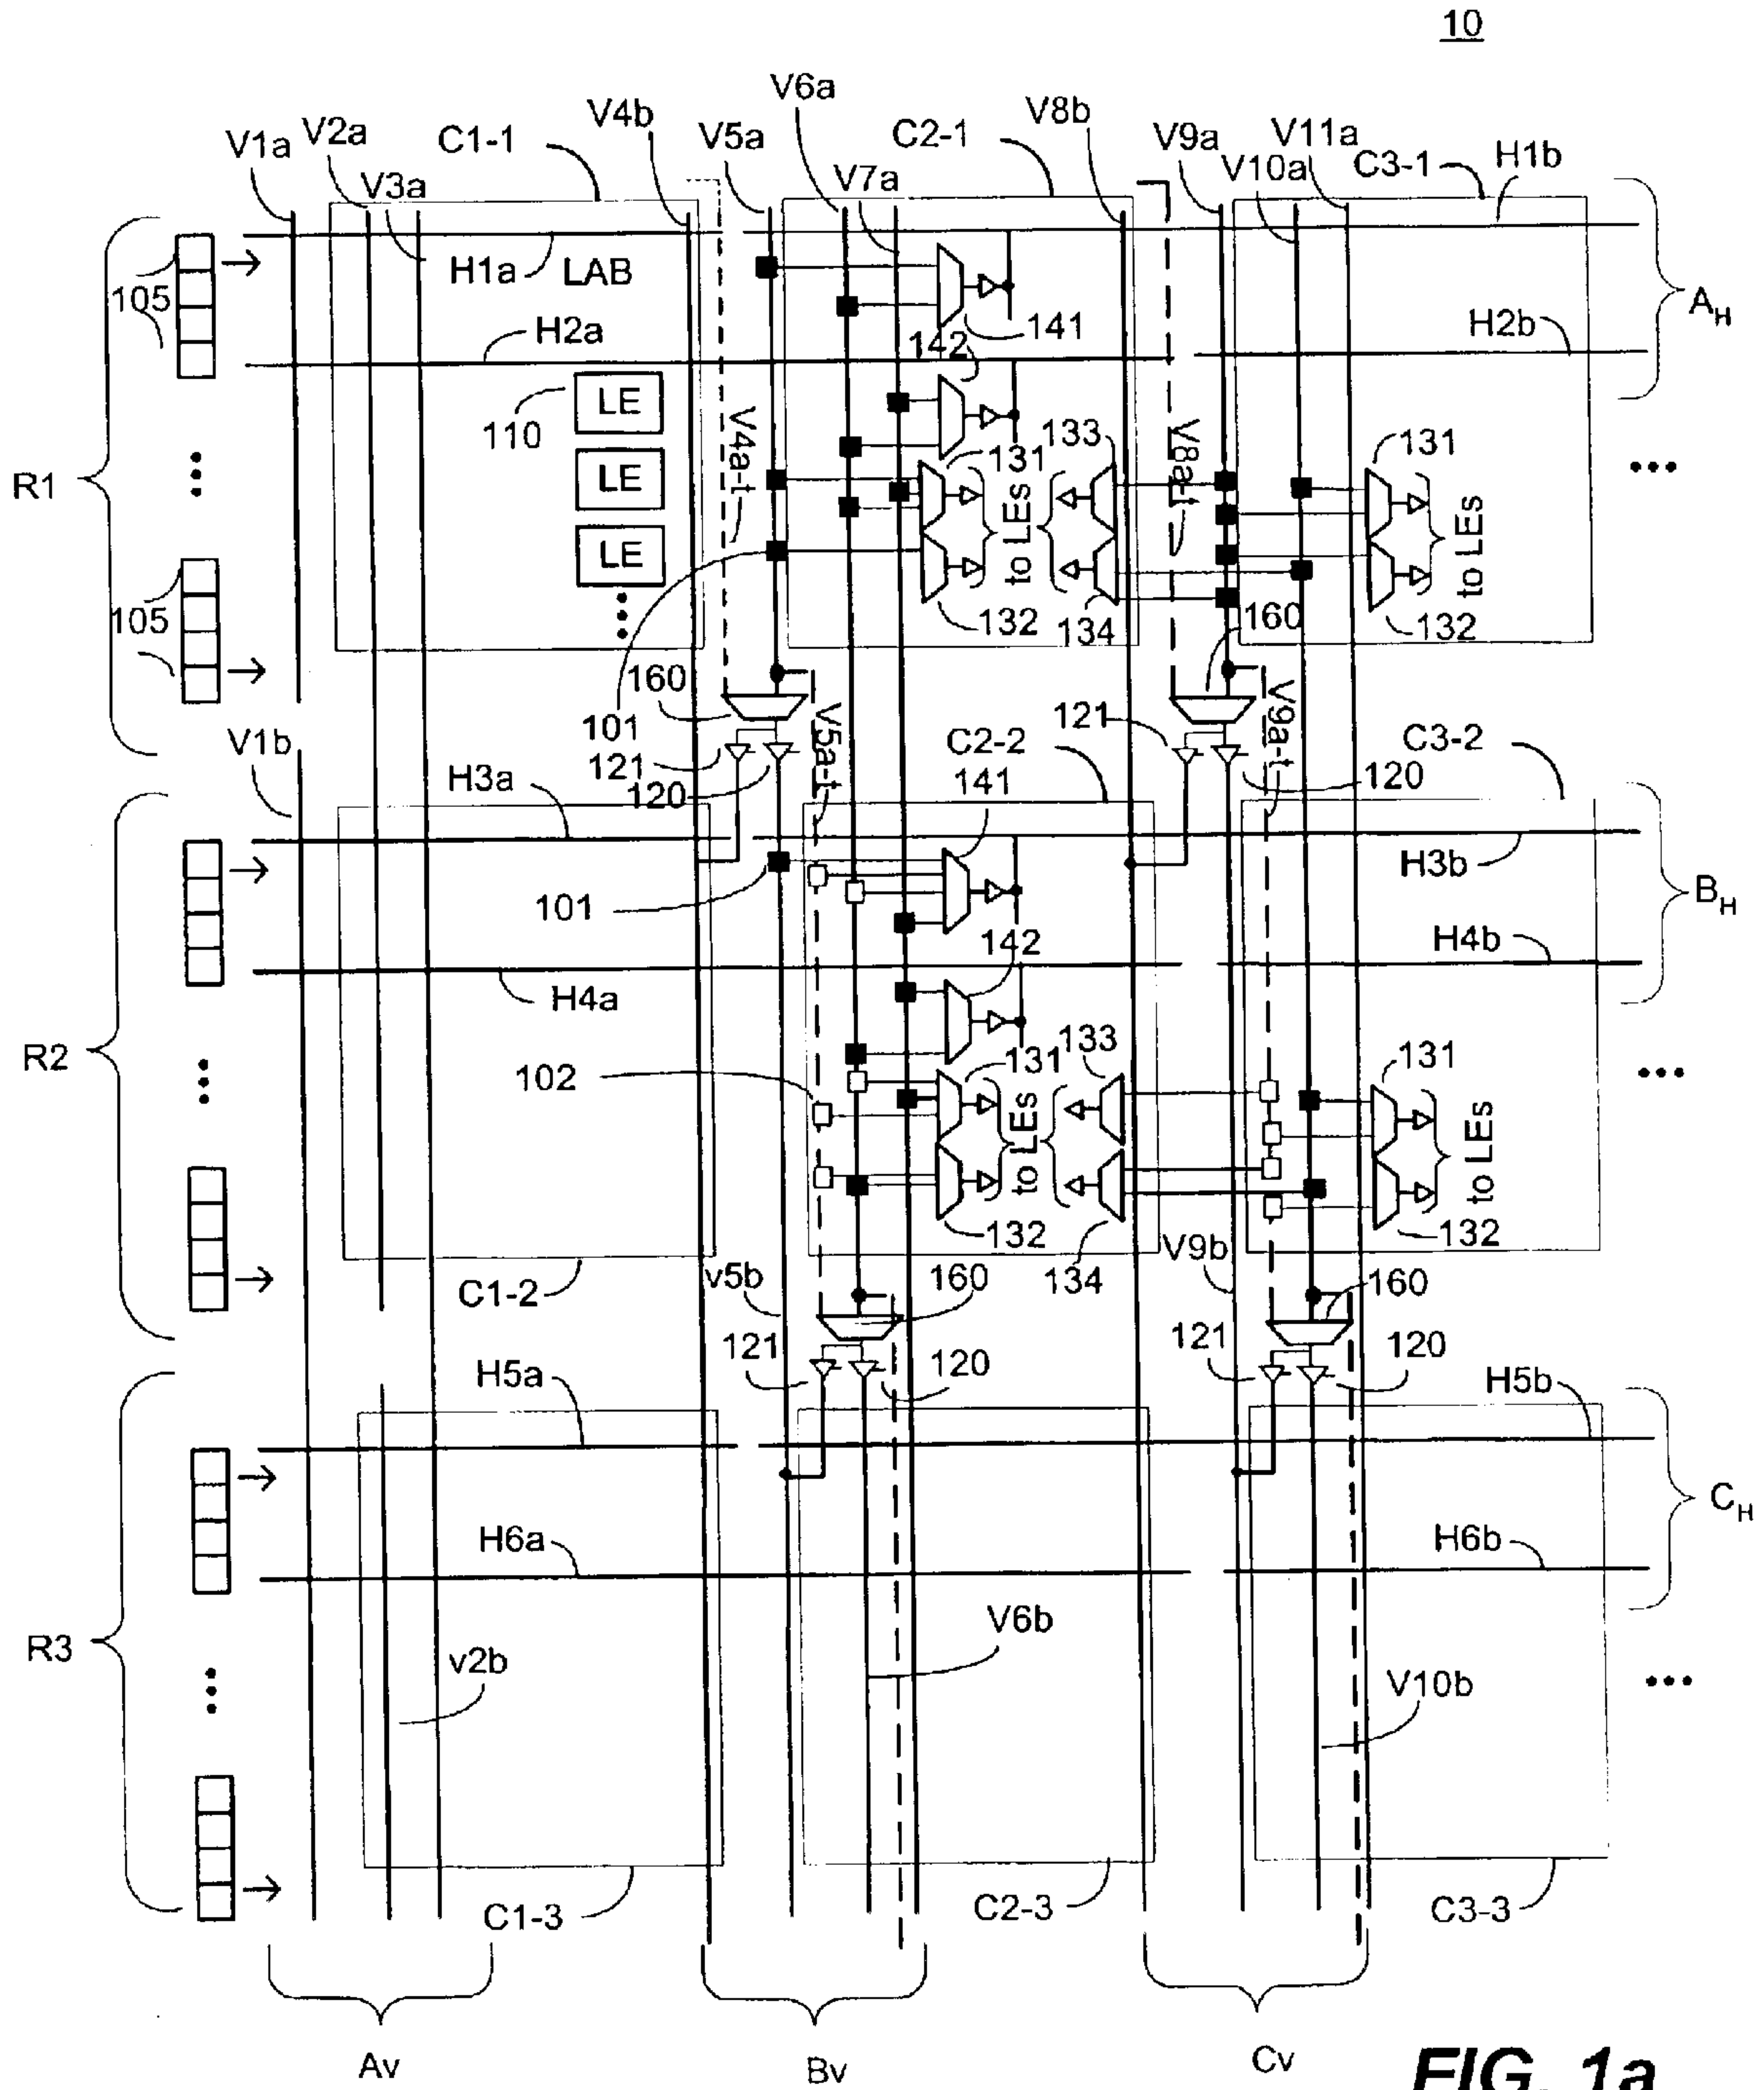 10
V6a
V2a
V4b
V8b
V11a
V1a
C1-1
V5a
C2-1
V9a
C3-1
H1b
V3a
V7a
V10a
H1a
LAB
105
A_H
H2a
141
H2b
142
110
LE
V4a-t
133
V8a-t
131
131
R1
LE
to LEs
to LEs
LE
105
132
134
160
132
160
101
V5a-t
121
V9a-t
C3-2
V1b
H3a
121
120
C2-2
141
120
H3b
101
B_H
142
H4b
H4a
R2
102
131
133
131
to LEs
to LEs
V9b
132
134
132
C1-2
v5b
160
160
121
120
121
120
H5a
H5b
C_H
H6a
H6b
R3
V6b
v2b
V10b
C1-3
C2-3
C3-3
Av
Bv
Cv
FIG. 1a